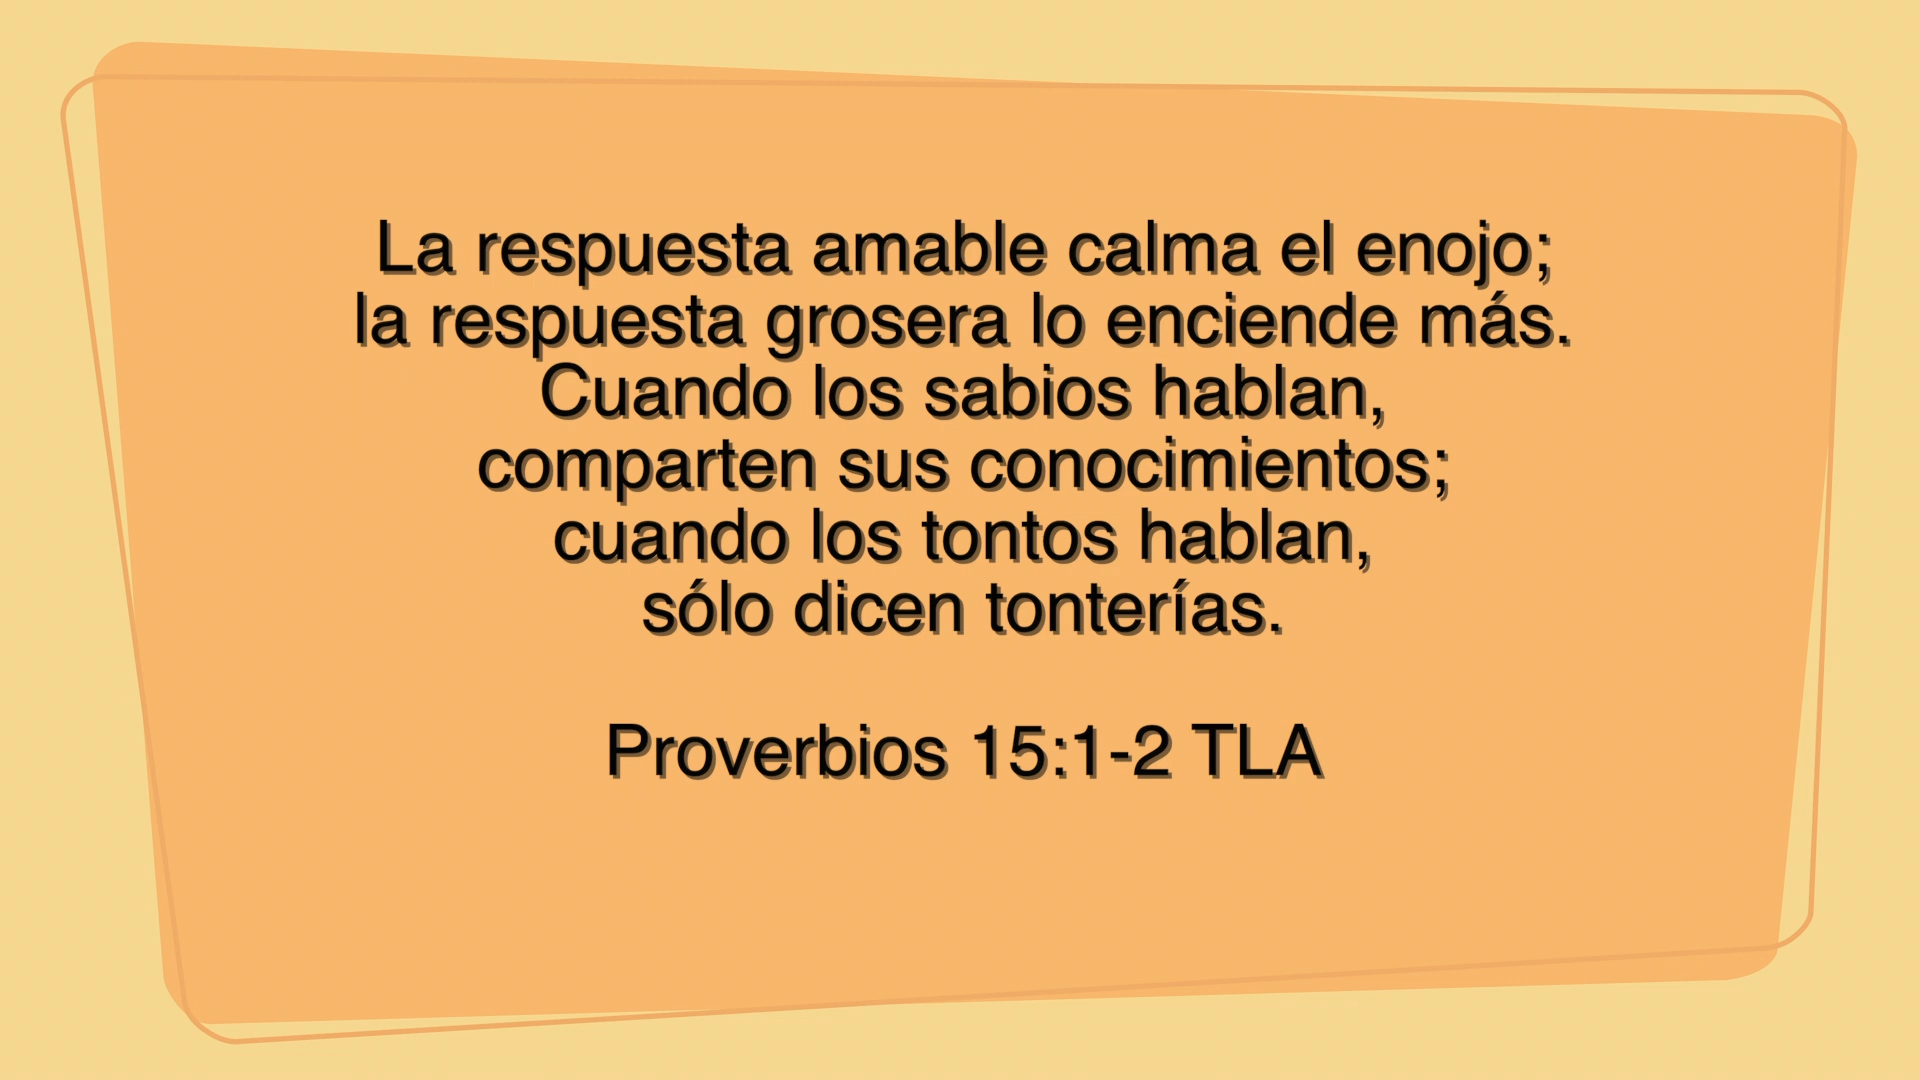 La respuesta amable calma el enojo;
la respuesta grosera lo enciende más.
Cuando los sabios hablan,
comparten sus conocimientos;
cuando los tontos hablan,
sólo dicen tonterías.
Proverbios 15:1-2 TLA